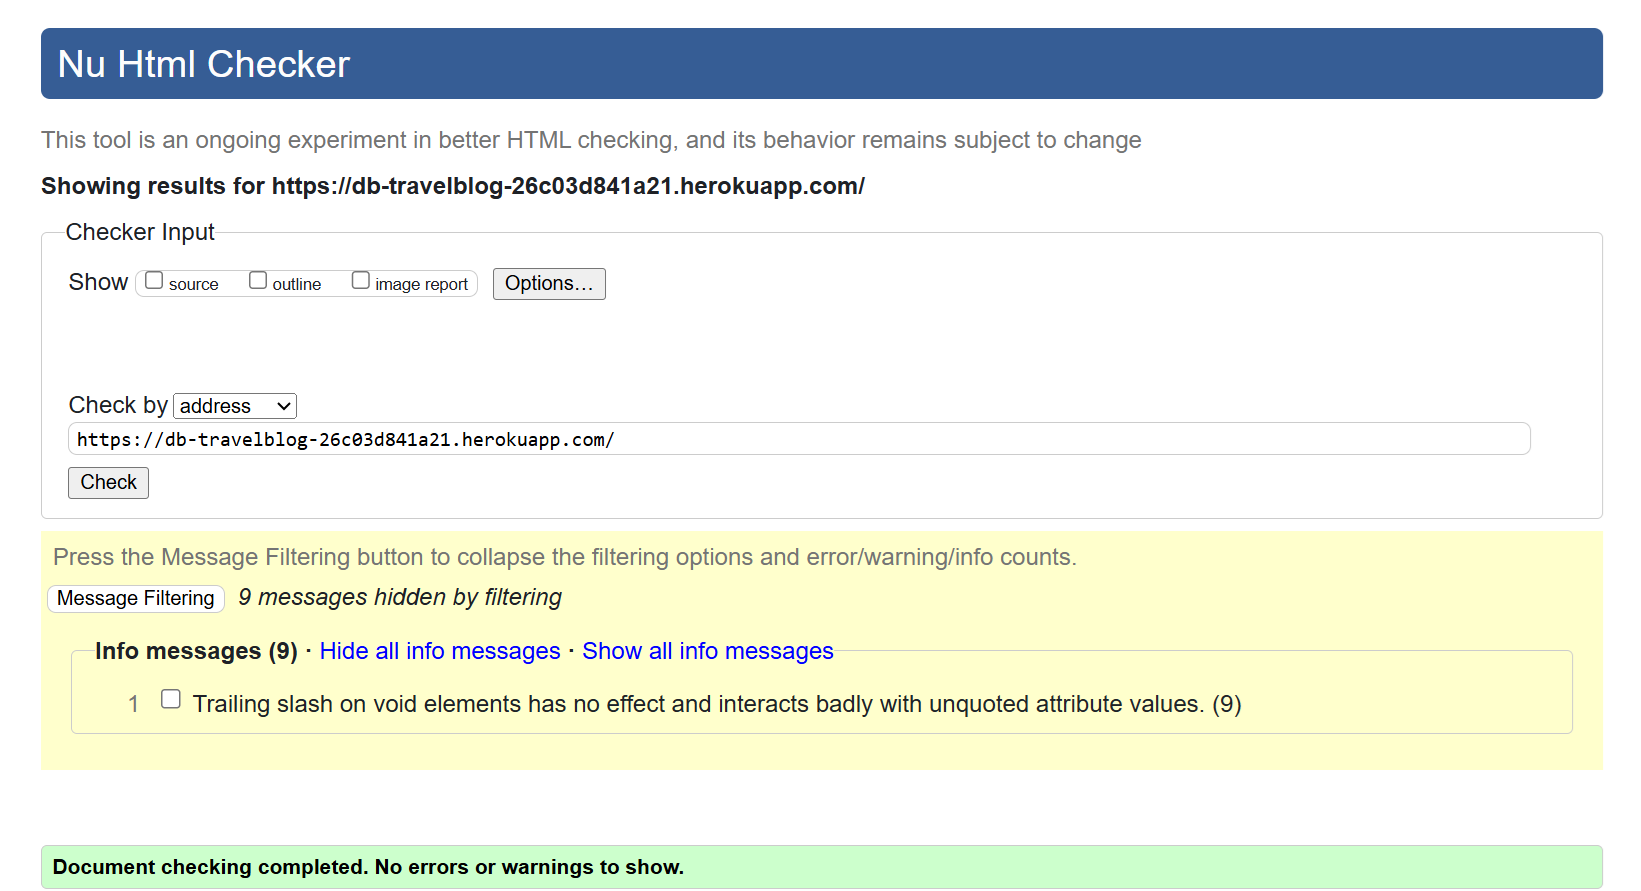 Nu Html Checker
This tool is an ongoing experiment in better HTML checking, and its behavior remains subject to change
Showing results for https://db-travelblog-26c03d841a21.herokuapp.com/
Checker Input
Show source outline image report Options…
Check by address
https://db-travelblog-26c03d841a21.herokuapp.com/
Check
Press the Message Filtering button to collapse the filtering options and error/warning/info counts.
Message Filtering 9 messages hidden by filtering
Info messages (9) · Hide all info messages · Show all info messages
1 Trailing slash on void elements has no effect and interacts badly with unquoted attribute values. (9)
Document checking completed. No errors or warnings to show.